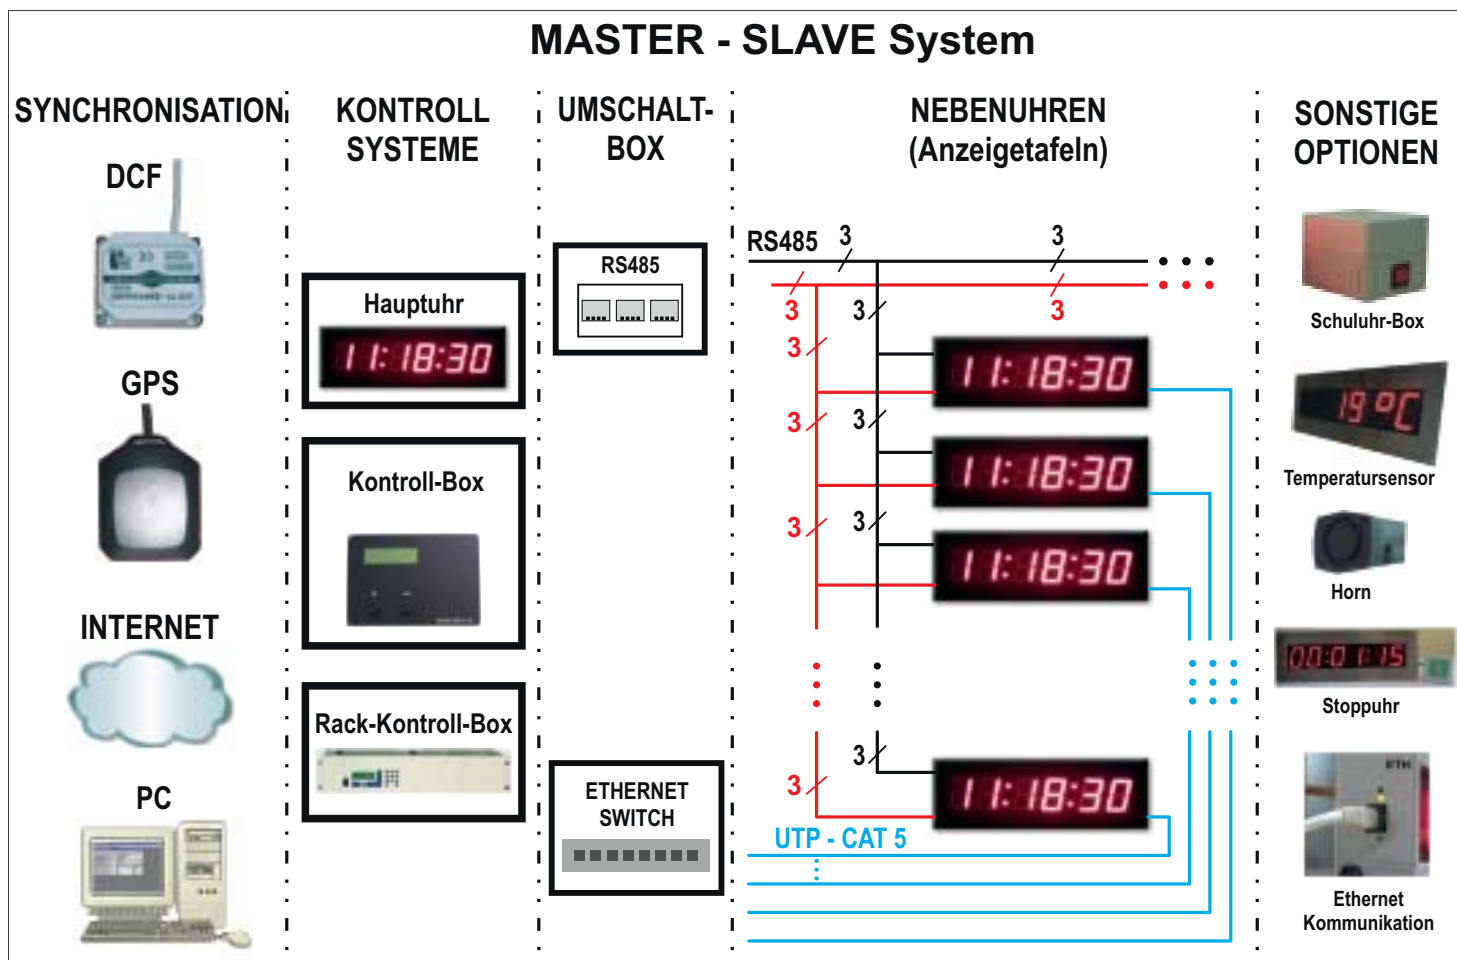 MASTER - SLAVE System
SYNCHRONISATION
DCF
GPS
INTERNET
PC
KONTROLL
SYSTEME
Hauptuhr
11:18:30
Kontroll-Box
Rack-Kontroll-Box
UMSCHALT-
BOX
RS485
ETHERNET
SWITCH
NEBENUHREN
(Anzeigetafeln)
RS485
3
3
3
3
3
3
11:18:30
3
3
11:18:30
3
3
11:18:30
3
3
11:18:30
UTP - CAT 5
SONSTIGE
OPTIONEN
Schuluhr-Box
19 °C
Temperatursensor
Horn
00:01:15
Stoppuhr
ETH
Ethernet
Kommunikation